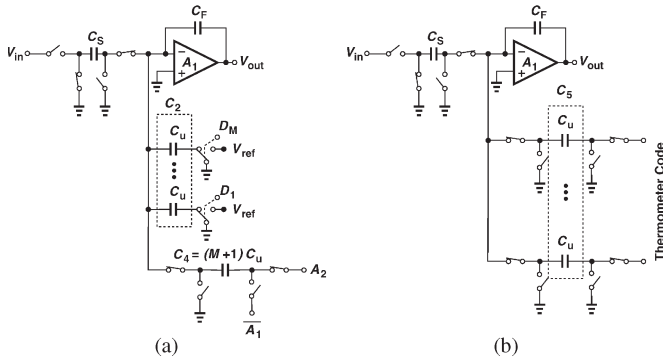 C_F
C_S
V_in
−
A_1
+
V_out
C_2
C_u
D_M
V_ref
C_u
D_1
V_ref
C_4 = (M +1) C_u
A_2
A_1
(a)
C_F
C_S
V_in
−
A_1
+
V_out
C_5
C_u
C_u
Thermometer Code
(b)